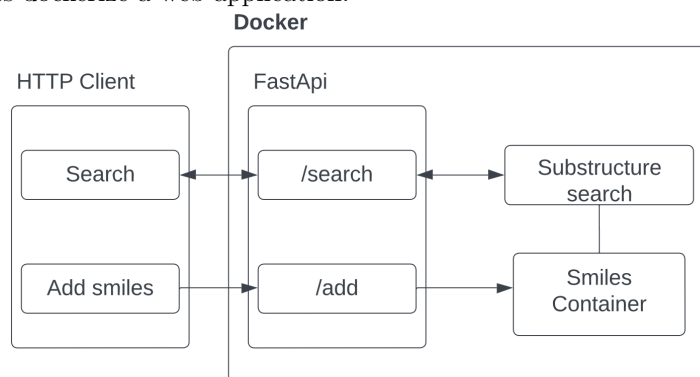 Docker
HTTP Client
FastApi
Search
/search
Substructure
search
Add smiles
/add
Smiles
Container